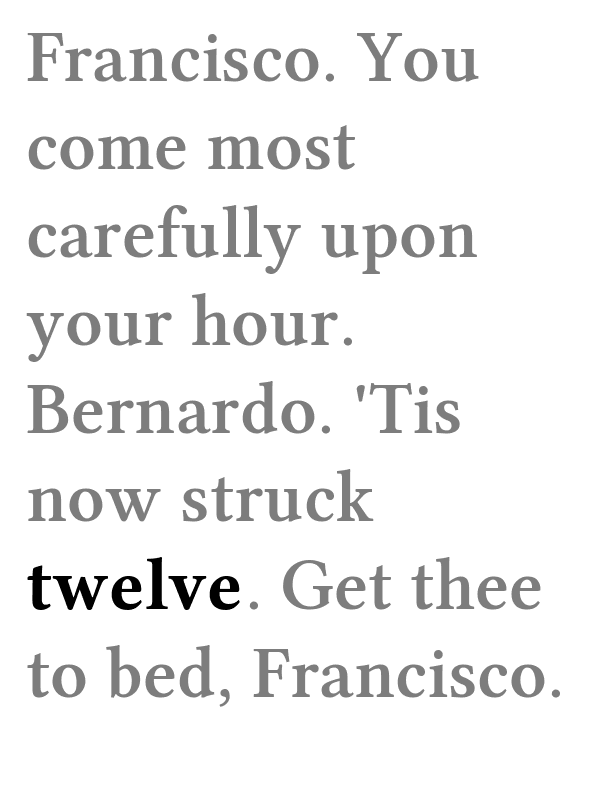 Francisco. You
come most
carefully upon
your hour.
Bernardo. 'Tis
now struck
twelve. Get thee
to bed, Francisco.